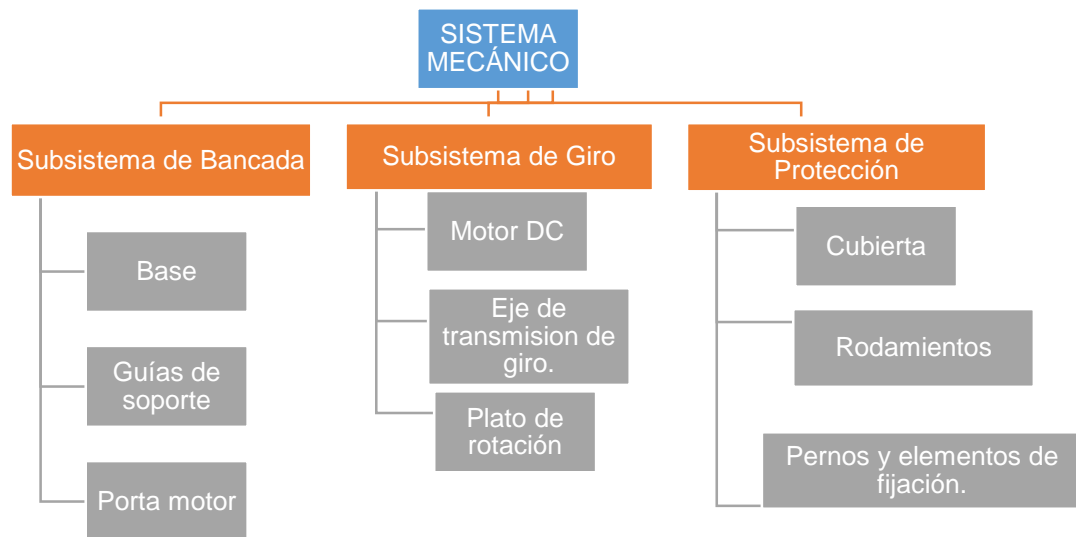 SISTEMA
MECÁNICO
Subsistema de Bancada
Base
Guías de
soporte
Porta motor
Subsistema de Giro
Motor DC
Eje de
transmision de
giro.
Plato de
rotación
Subsistema de
Protección
Cubierta
Rodamientos
Pernos y elementos de
fijación.